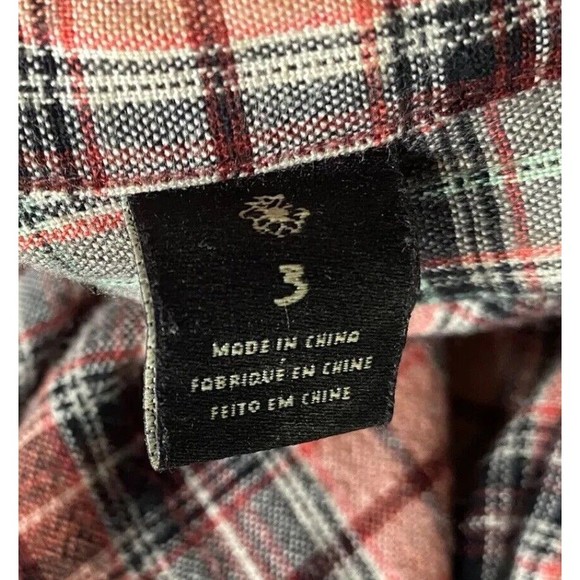 3
MADE IN CHINA
FABRIQUÉ EN CHINE
FEITO EM CHINE